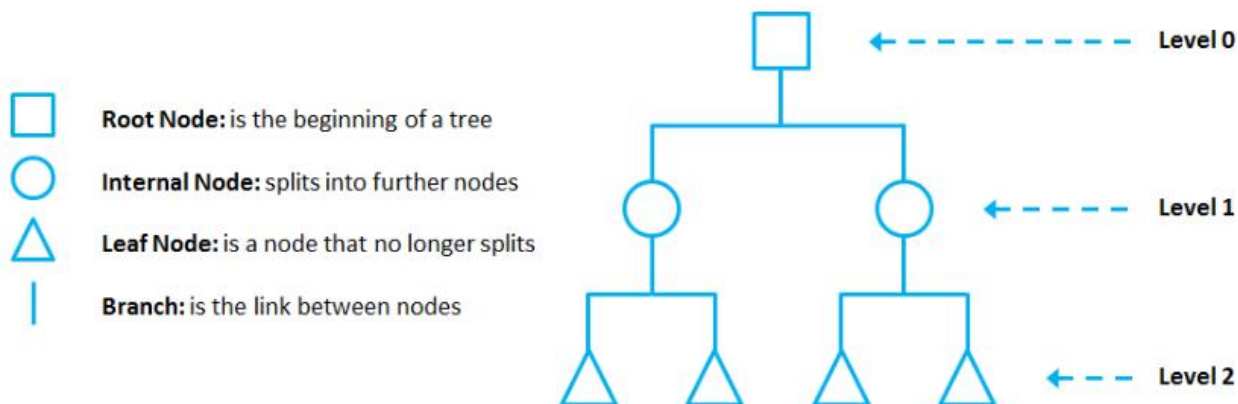 Level 0
Root Node: is the beginning of a tree
Internal Node: splits into further nodes
Level 1
Leaf Node: is a node that no longer splits
Branch: is the link between nodes
Level 2